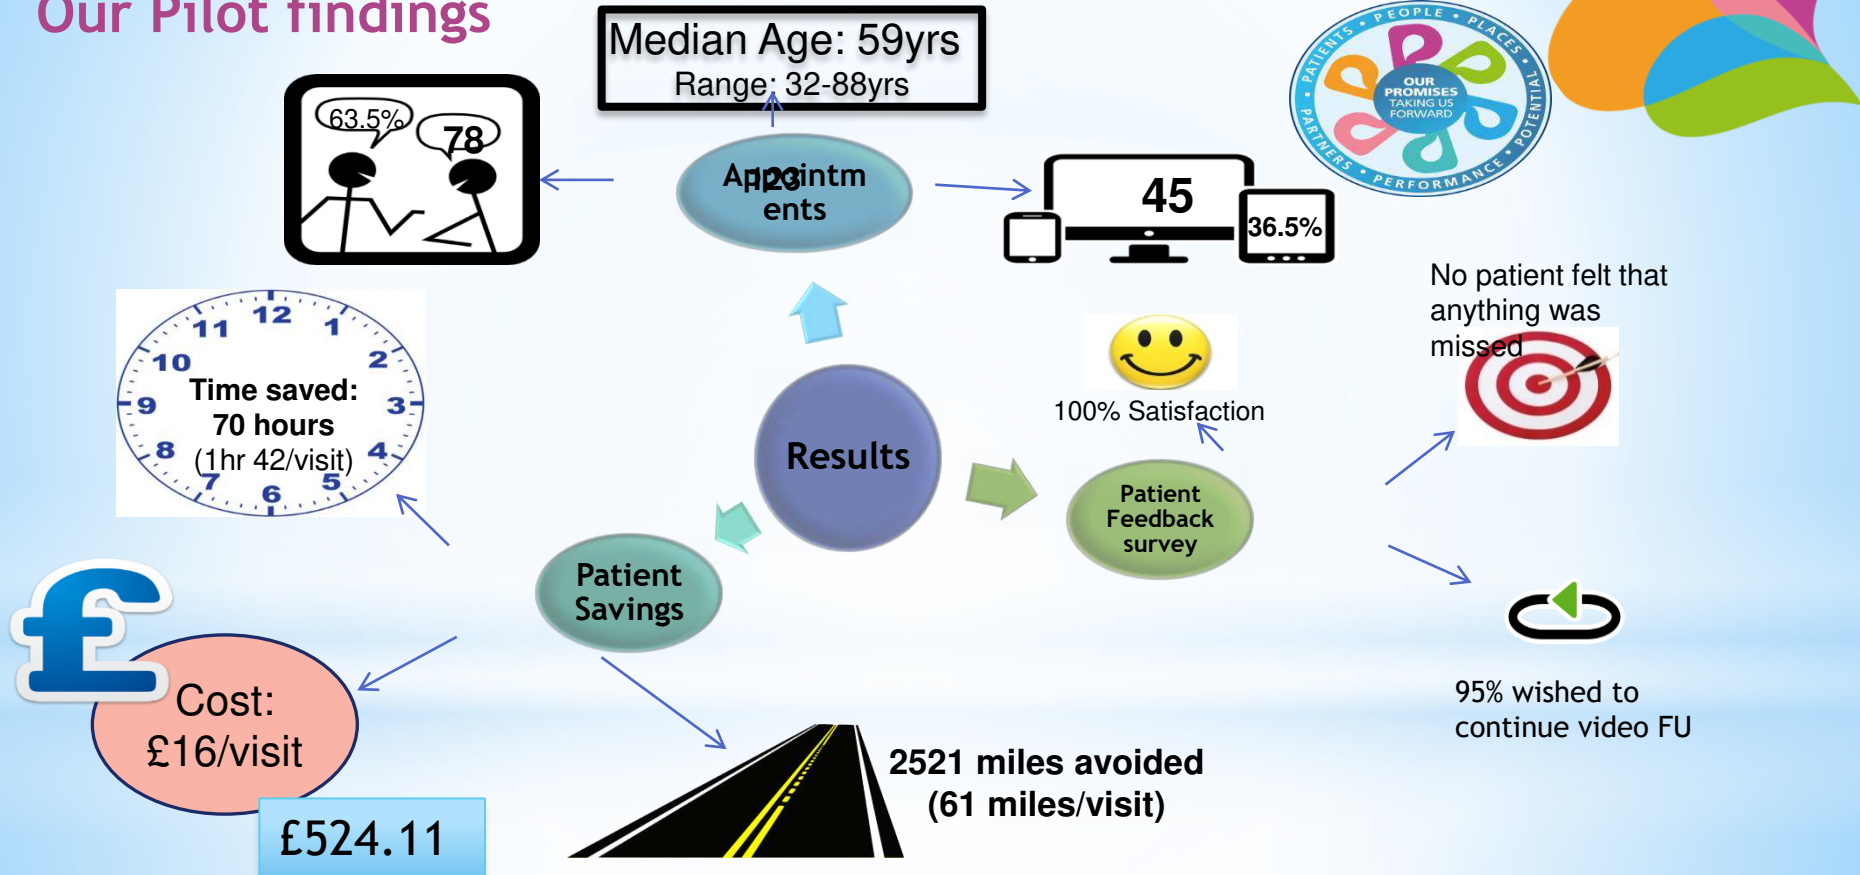 Our Pilot findings
Median Age: 59yrs
Range: 32-88yrs
63.5%
78
123
Appointm
ents
45
36.5%
PATIENTS • PEOPLE • PLACES • POTENTIAL • PERFORMANCE • PARTNERS •
OUR
PROMISES
TAKING US
FORWARD
No patient felt that
anything was
missed
12
1
2
3
4
5
6
7
8
9
10
11
Time saved:
70 hours
(1hr 42/visit)
100% Satisfaction
Results
Patient
Feedback
survey
Patient
Savings
£
Cost:
£16/visit
£524.11
2521 miles avoided
(61 miles/visit)
95% wished to
continue video FU